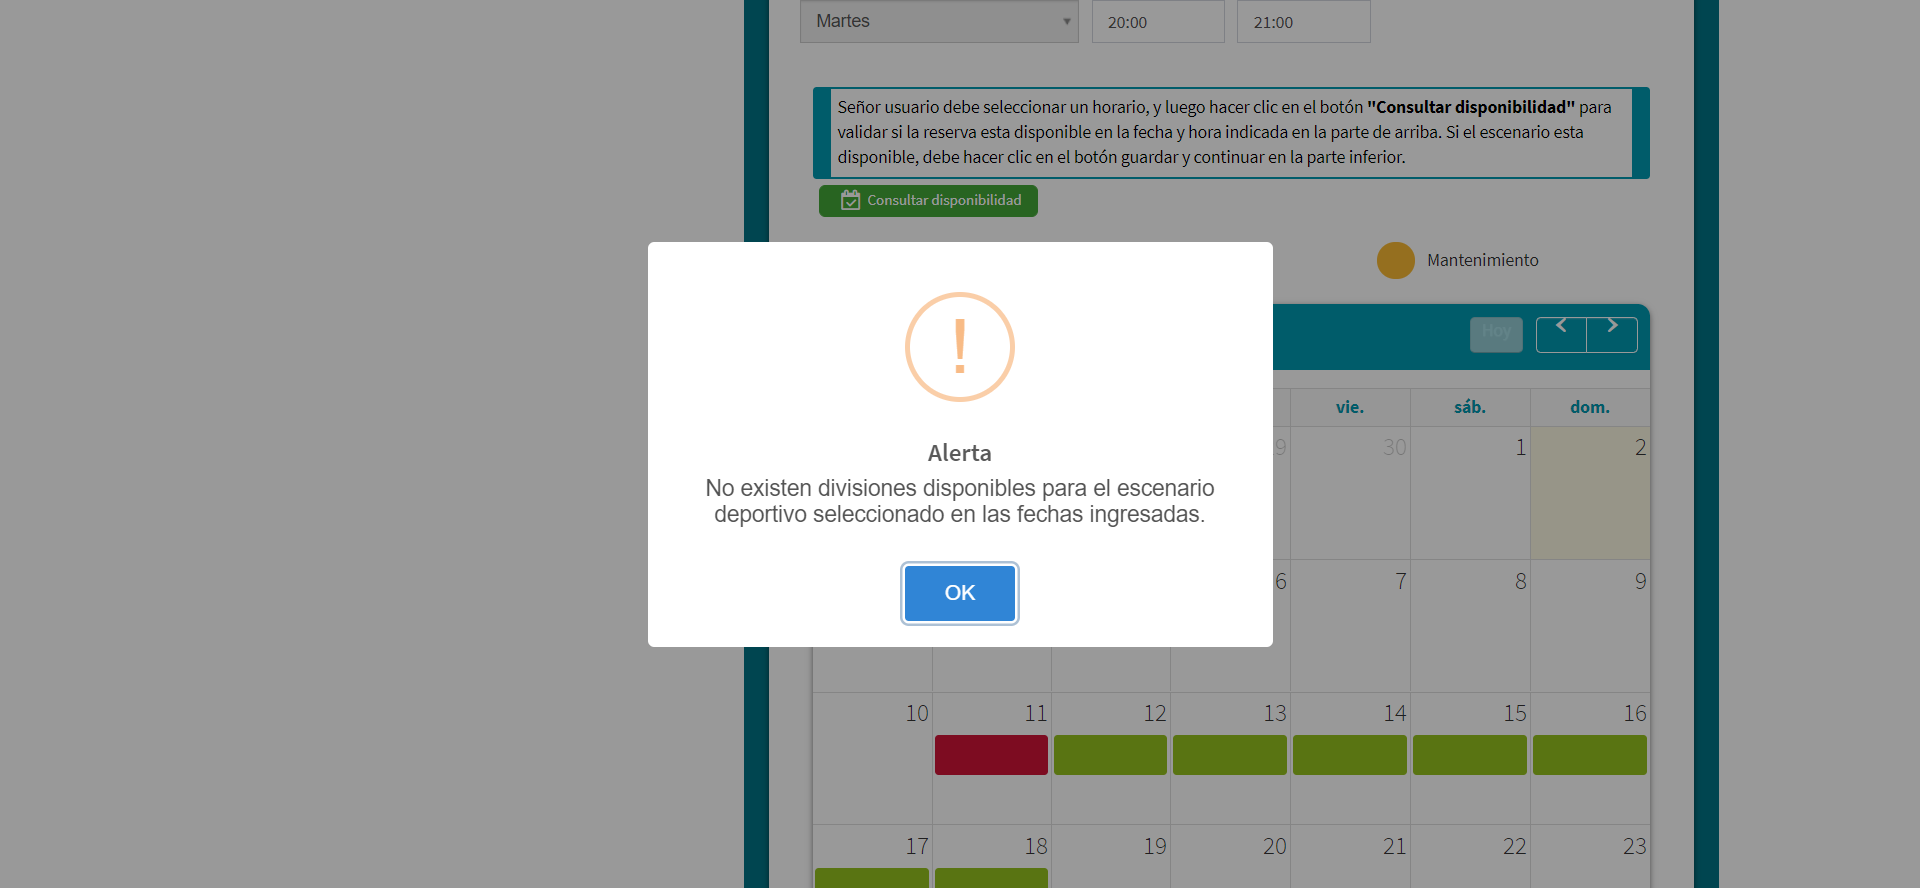 Martes
20:00
21:00
Señor usuario debe seleccionar un horario, y luego hacer clic en el botón "Consultar disponibilidad" para
validar si la reserva esta disponible en la fecha y hora indicada en la parte de arriba. Si el escenario esta
disponible, debe hacer clic en el botón guardar y continuar en la parte inferior.
Consultar disponibilidad
Mantenimiento
Hoy
!
Alerta
No existen divisiones disponibles para el escenario
deportivo seleccionado en las fechas ingresadas.
OK
vie. sáb. dom.
9 30 1 2
6 7 8 9
10 11 12 13 14 15 16
17 18 19 20 21 22 23